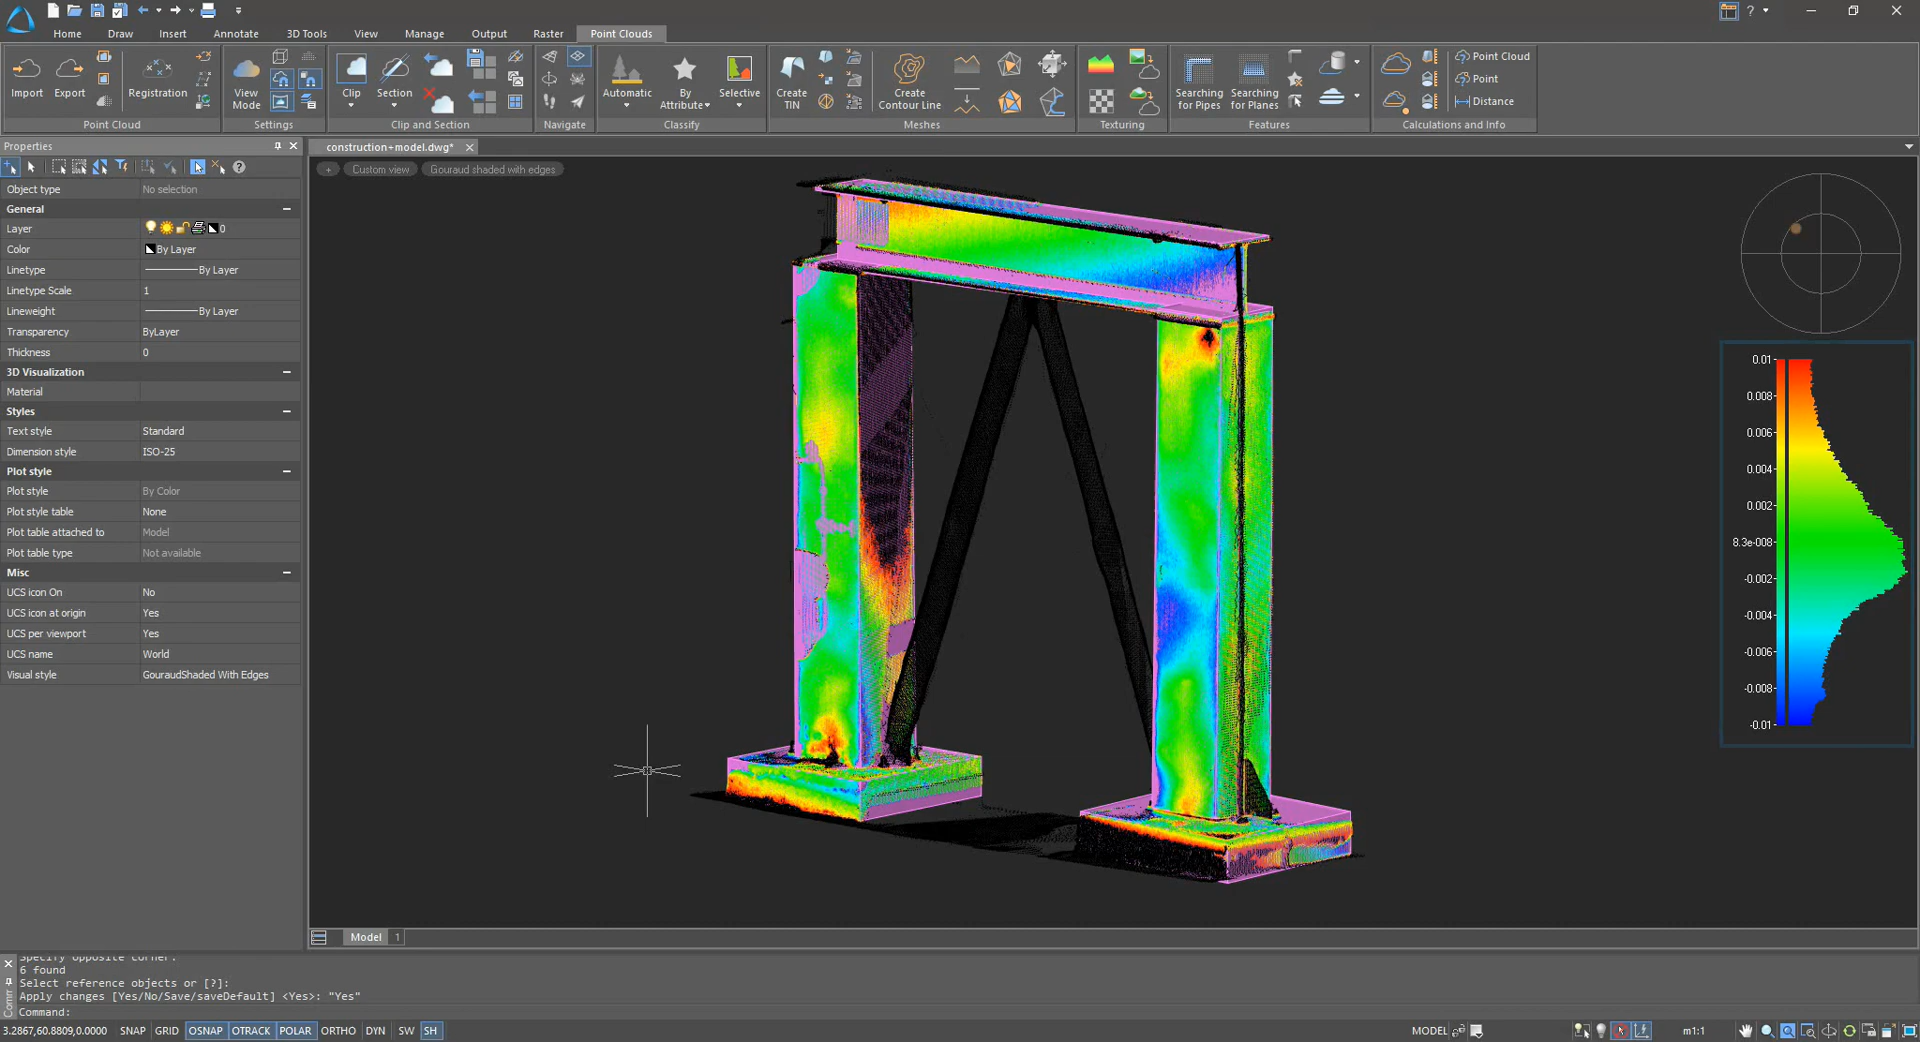 Home Draw Insert Annotate 3D Tools View Manage Output Raster Point Clouds
Import Export Registration View Mode Clip Section Automatic By Attribute Selective Create TIN Create Contour Line Searching for Pipes Searching for Planes Point Cloud Point Distance
Point Cloud Settings Clip and Section Navigate Classify Meshes Texturing Features Calculations and Info
Properties
construction+model.dwg*
+ Custom view Gouraud shaded with edges
Object type No selection
General
Layer 0
Color By Layer
Linetype By Layer
Linetype Scale 1
Lineweight By Layer
Transparency ByLayer
Thickness 0
3D Visualization
Material
Styles
Text style Standard
Dimension style ISO-25
Plot style
Plot style By Color
Plot style table None
Plot table attached to Model
Plot table type Not available
Misc
UCS icon On No
UCS icon at origin Yes
UCS per viewport Yes
UCS name World
Visual style GouraudShaded With Edges
0.01
0.008
0.006
0.004
0.002
8.3e-008
-0.002
-0.004
-0.006
-0.008
-0.01
Model 1
Specify opposite corner:
6 found
Select reference objects or [?]:
Apply changes [Yes/No/Save/saveDefault] <Yes>: "Yes"
Command:
3.2867,60.8809,0.0000 SNAP GRID OSNAP OTRACK POLAR ORTHO DYN SW SH MODEL m1:1